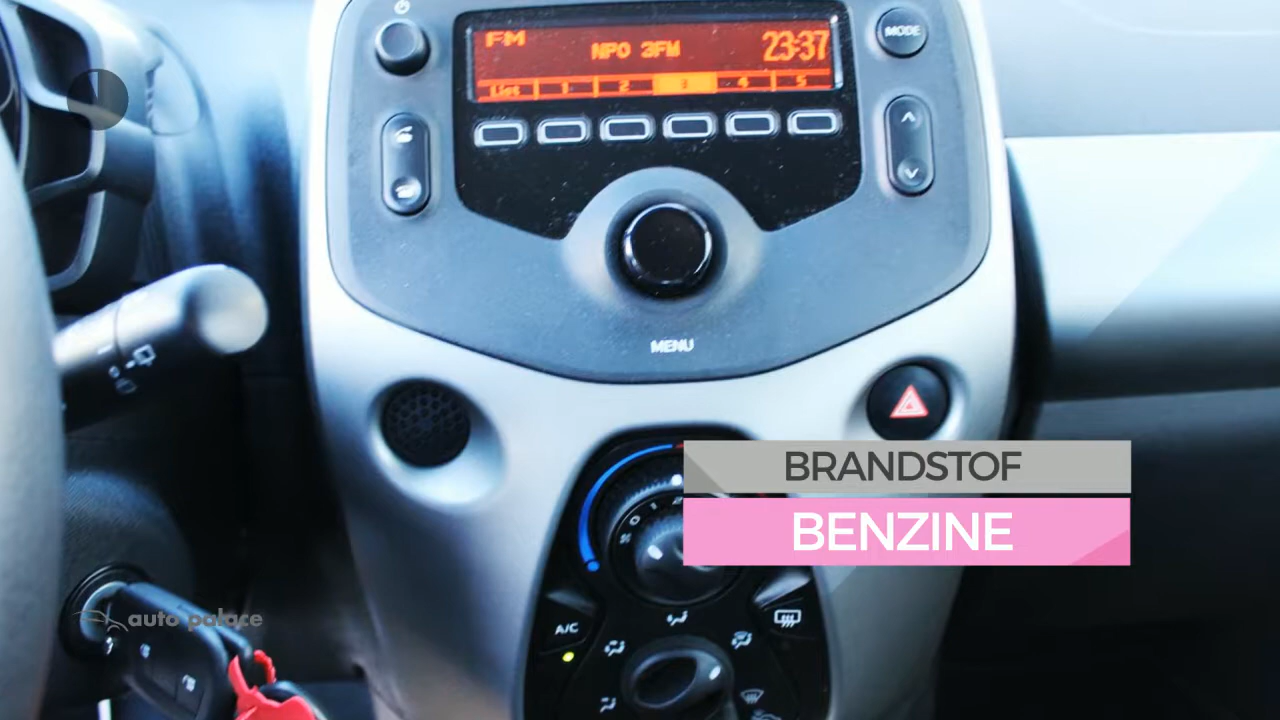 FM
NPO 3FM
23:37
MODE
List 1 2 3 4 5
MENU
BRANDSTOF
BENZINE
A/C
auto palace